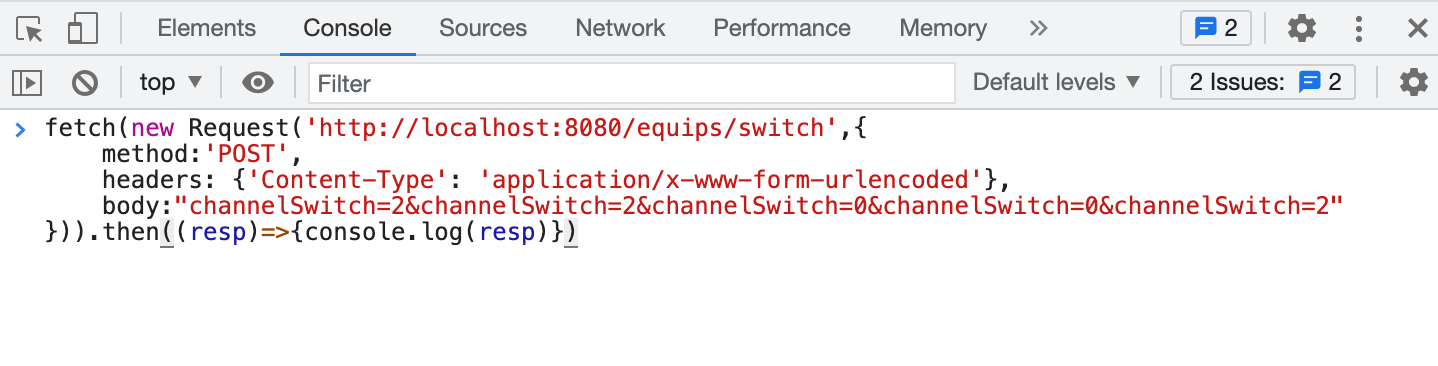 Elements Console Sources Network Performance Memory 2
top Filter Default levels 2 Issues: 2
fetch(new Request('http://localhost:8080/equips/switch',{
    method:'POST',
    headers: {'Content-Type': 'application/x-www-form-urlencoded'},
    body:"channelSwitch=2&channelSwitch=2&channelSwitch=0&channelSwitch=0&channelSwitch=2"
})).then((resp)=>{console.log(resp)})